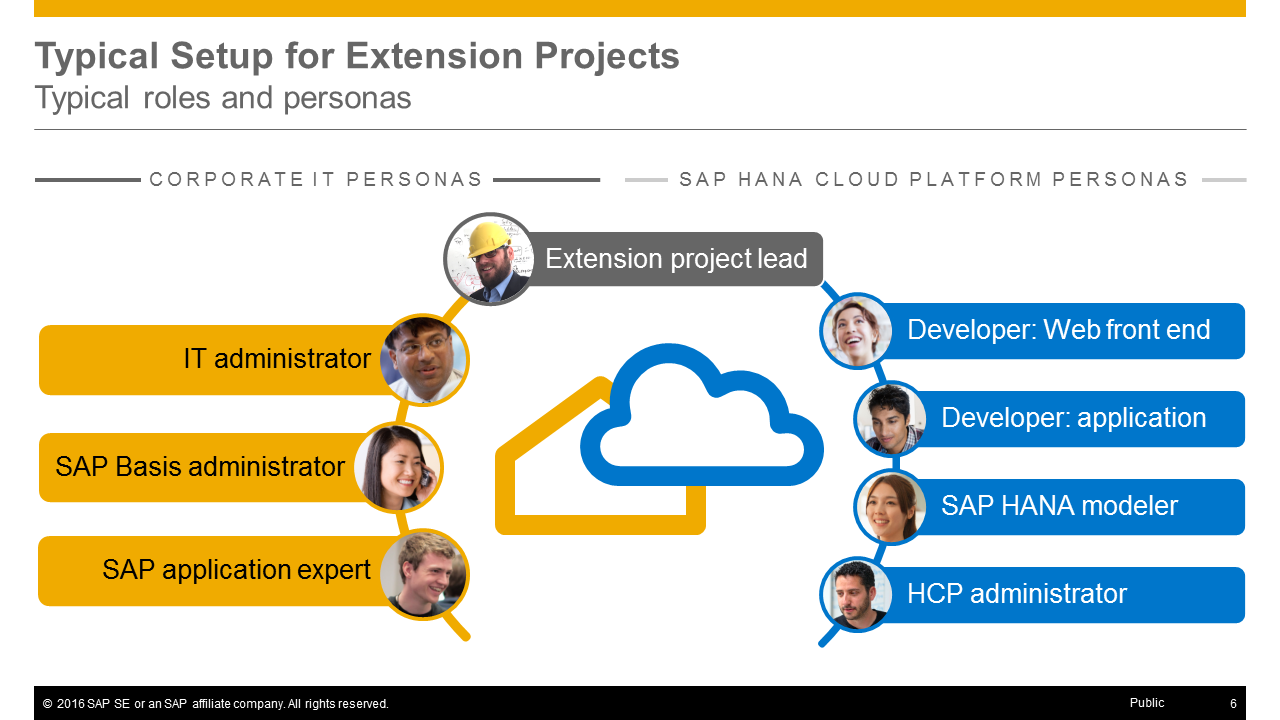 Typical Setup for Extension Projects
Typical roles and personas
CORPORATE IT PERSONAS
SAP HANA CLOUD PLATFORM PERSONAS
Extension project lead
IT administrator
SAP Basis administrator
SAP application expert
Developer: Web front end
Developer: application
SAP HANA modeler
HCP administrator
© 2016 SAP SE or an SAP affiliate company. All rights reserved.
Public
6